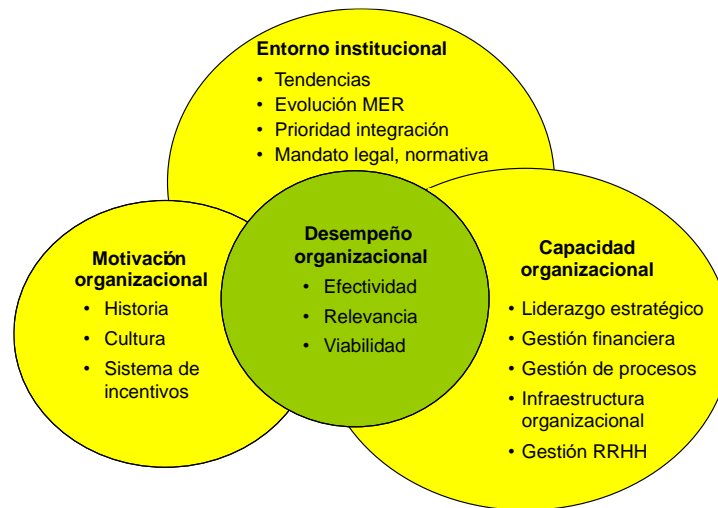 Entorno institucional
• Tendencias
• Evolución MER
• Prioridad integración
• Mandato legal, normativa
Motivación
organizacional
• Historia
• Cultura
• Sistema de
incentivos
Desempeño
organizacional
• Efectividad
• Relevancia
• Viabilidad
Capacidad
organizacional
• Liderazgo estratégico
• Gestión financiera
• Gestión de procesos
• Infraestructura
organizacional
• Gestión RRHH